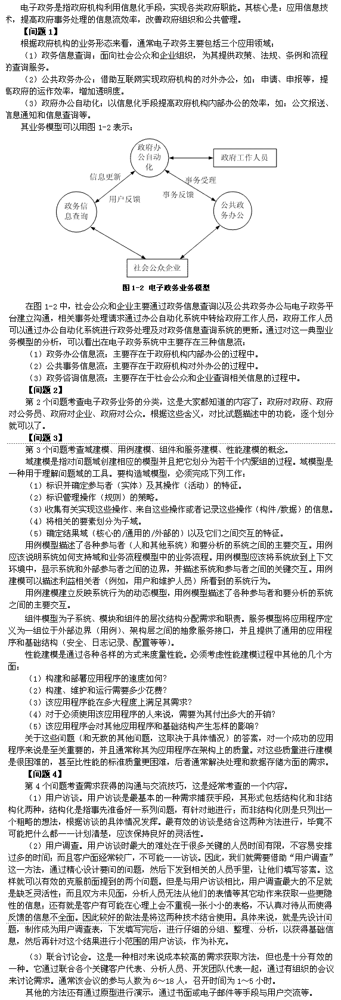 电子政务是指政府机构利用信息化手段，实现各类政府职能。其核心是：应用信息技
术，提高政府事务处理的信息流效率，改善政府组织和公共管理。
【问题1】
根据政府机构的业务形态来看，通常电子政务主要包括三个应用领域：
（1）政务信息查询：面向社会公众和企业组织，为其提供政策、法规、条例和流程
的查询服务。
（2）公共政务办公：借助互联网实现政府机构的对外办公，如：申请、申报等，提
高政府的运作效率，增加透明度。
（3）政府办公自动化：以信息化手段提高政府机构内部办公的效率，如：公文报送、
信息通知和信息查询等。
其业务模型可以用图1-2表示：
政府办
公自动
化
政府工作人员
信息更新
事务受理
用户反馈
事务反馈
政务信
息查询
公共政
务办公
社会公众企业
图1-2 电子政务业务模型
在图1-2中，社会公众和企业主要通过政务信息查询以及公共政务办公与电子政务平
台建立沟通，相关事务处理请求通过办公自动化系统中转给政府工作人员，政府工作人员
可以通过办公自动化系统进行政务处理及对政务信息查询系统的更新。通过对这一典型业
务模型的分析，可以看出在电子政务系统中主要存在三种信息流：
（1）政务办公信息流：主要存在于政府机构内部办公的过程中。
（2）公共事务信息流：主要存在于政府机构对外办公的过程中。
（3）政务咨询信息流：主要存在于社会公众和企业查询相关信息的过程中。
【问题2】
第2个问题考查电子政务业务的分类，这是大家都知道的内容了：政府对政府、政府
对公务员、政府对企业、政府对公众。根据这些含义，对比试题描述中的功能，逐个划分
就可以了。
【问题3】
第3个问题考查域建模、用例建模、组件和服务建模、性能建模的概念。
域建模是指对问题域创建相应的模型并且把它划分为若干个内聚组的过程。域模型是
一种用于理解问题域的工具。要构造域模型，必须完成下列工作：
（1）标识并确定参与者（实体）及其操作（活动）的特征。
（2）标识管理操作（规则）的策略。
（3）收集有关实现这些操作、来自这些操作或者记录这些操作（构件/数据）的信息。
（4）将相关的要素划分为子域。
（5）确定结果域（核心的/通用的/外部的）以及它们之间交互的特征。
用例模型描述了各种参与者（人和其他系统）和要分析的系统之间的主要交互。用例
应该说明系统如何支持域和业务流程模型中的业务流程。用例模型应该将系统放到上下文
环境中，显示系统和外部参与者之间的边界，并描述系统和参与者之间的关键交互。用例
建模可以描述利益相关者（例如，用户和维护人员）所看到的系统行为。
用例建模建立反映系统行为的动态模型，用例模型描述了各种参与者和要分析的系统
之间的主要交互。
组件模型为子系统、模块和组件的层次结构分配需求和职责。服务模型将应用程序定
义为一组位于外部边界（用例）、架构层之间的抽象服务接口，并且提供了通用的应用程
序和基础结构（安全、日志记录、配置等等）。
性能建模是通过各种各样的方式来度量性能。必须考虑性能建模过程中其他的几个方
面：
（1）构建和部署应用程序的速度如何？
（2）构建、维护和运行需要多少花费？
（3）该应用程序能在多大程度上满足其需求？
（4）对于必须使用该应用程序的人来说，需要为其付出多大的开销？
（5）该应用程序会对其他应用程序和基础结构产生怎样的影响？
关于这些问题（和无数的其他问题，这取决于具体情况）的答案，对一个成功的应用
程序来说是至关重要的，并且通常称其为应用程序在架构上的质量。对这些质量进行建模
是很困难的，甚至比性能的标准质量更困难，后者通常解决处理和数据存储方面的需求。
【问题4】
第4个问题考查需求获得的沟通与交流技巧，这是经常考查的一个内容。
（1）用户访谈。用户访谈是最基本的一种需求捕获手段，其形式包括结构化和非结
构化两种，结构化是指事先准备好一系列问题，有针对地进行；而非结构化则是只列出一
个粗略的想法，根据访谈的具体情况发挥。最有效的访谈是结合这两种方法进行，毕竟不
可能把什么都一一计划清楚，应该保持良好的灵活性。
（2）用户调查。用户访谈时最大的难处在于很多关键的人员时间有限，不容易安排
过多的时间；而且客户面经常较广，不可能一一访谈。因此，我们就需要借助“用户调查”
这一方法，通过精心设计要问的问题，然后下发到相关的人员手里，让他们填写答案。这
样就可以有效的克服前面提到的两个问题。但是与用户访谈相比，用户调查最大的不足就
是缺乏灵活性；而且双方未见面，分析人员无法从他们的表情等其它动作来获取一些更隐
性的信息；还有就是客户有可能在心理上会不重视一张小小的表格，不认真对待从而使得
反馈的信息不全面。因此较好的做法是将这两种技术结合使用。具体来说，就是先设计问
题，制作成为用户调查表，下发填写完后，进行仔细的分组、整理、分析，以获得基础信
息，然后再针对这个结果进行小范围的用户访谈，作为补充。
（3）联合讨论会。这是一种相对来说成本较高的需求获取方法，但也是十分有效的
一种。它通过联合各个关键客户代表、分析人员、开发团队代表一起，通过有组织的会议
来讨论需求。通常该会议的参与人数为6～18人，召开时间为1～5小时。
其他的方法还有通过原型进行演示，通过书面或电子邮件等手段与用户交流等。